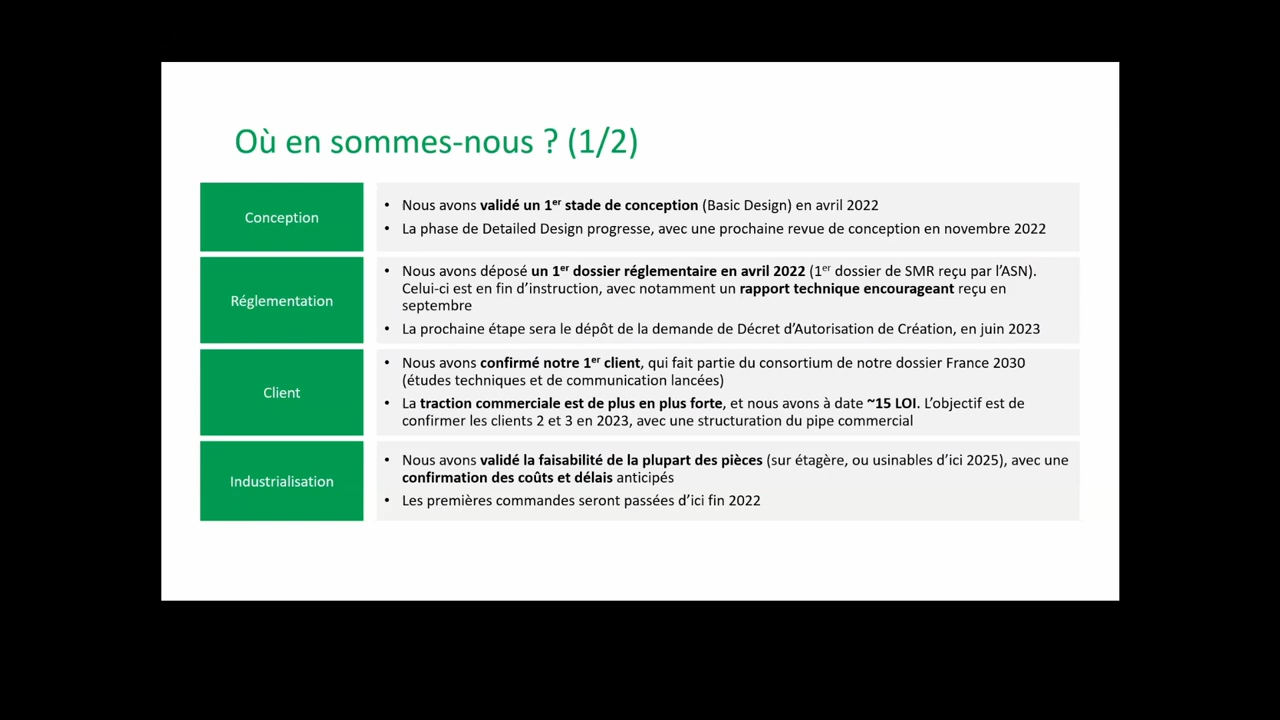 Où en sommes-nous ? (1/2)
Conception
• Nous avons validé un 1er stade de conception (Basic Design) en avril 2022
• La phase de Detailed Design progresse, avec une prochaine revue de conception en novembre 2022
Réglementation
• Nous avons déposé un 1er dossier réglementaire en avril 2022 (1er dossier de SMR reçu par l’ASN).
Celui-ci est en fin d’instruction, avec notamment un rapport technique encourageant reçu en
septembre
• La prochaine étape sera le dépôt de la demande de Décret d’Autorisation de Création, en juin 2023
Client
• Nous avons confirmé notre 1er client, qui fait partie du consortium de notre dossier France 2030
(études techniques et de communication lancées)
• La traction commerciale est de plus en plus forte, et nous avons à date ~15 LOI. L’objectif est de
confirmer les clients 2 et 3 en 2023, avec une structuration du pipe commercial
Industrialisation
• Nous avons validé la faisabilité de la plupart des pièces (sur étagère, ou usinables d’ici 2025), avec une
confirmation des coûts et délais anticipés
• Les premières commandes seront passées d’ici fin 2022